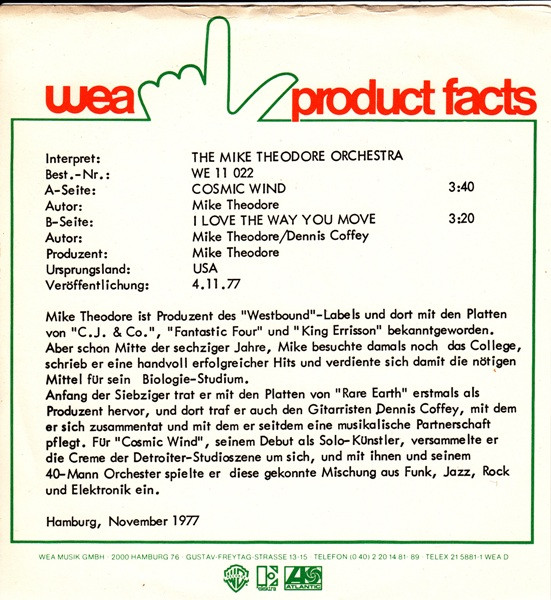 wea product facts
Interpret: THE MIKE THEODORE ORCHESTRA
Best.-Nr.: WE 11 022
A-Seite: COSMIC WIND 3:40
Autor: Mike Theodore
B-Seite: I LOVE THE WAY YOU MOVE 3:20
Autor: Mike Theodore/Dennis Coffey
Produzent: Mike Theodore
Ursprungsland: USA
Veröffentlichung: 4.11.77
Mike Theodore ist Produzent des "Westbound"-Labels und dort mit den Platten
von "C.J. & Co.", "Fantastic Four" und "King Errisson" bekanntgeworden.
Aber schon Mitte der sechziger Jahre, Mike besuchte damals noch das College,
schrieb er eine handvoll erfolgreicher Hits und verdiente sich damit die nötigen
Mittel für sein Biologie-Studium.
Anfang der Siebziger trat er mit den Platten von "Rare Earth" erstmals als
Produzent hervor, und dort traf er auch den Gitarristen Dennis Coffey, mit dem
er sich zusammentat und mit dem er seitdem eine musikalische Partnerschaft
pflegt. Für "Cosmic Wind", seinem Debut als Solo-Künstler, versammelte er
die Creme der Detroiter-Studioszene um sich, und mit ihnen und seinem
40-Mann Orchester spielte er diese gekonnte Mischung aus Funk, Jazz, Rock
und Elektronik ein.
Hamburg, November 1977
WEA MUSIK GMBH · 2000 HAMBURG 76 · GUSTAV-FREYTAG-STRASSE 13-15 TELEFON (0 40) 2 20 14 81-89 · TELEX 21 5881-1 WEA D
ATLANTIC